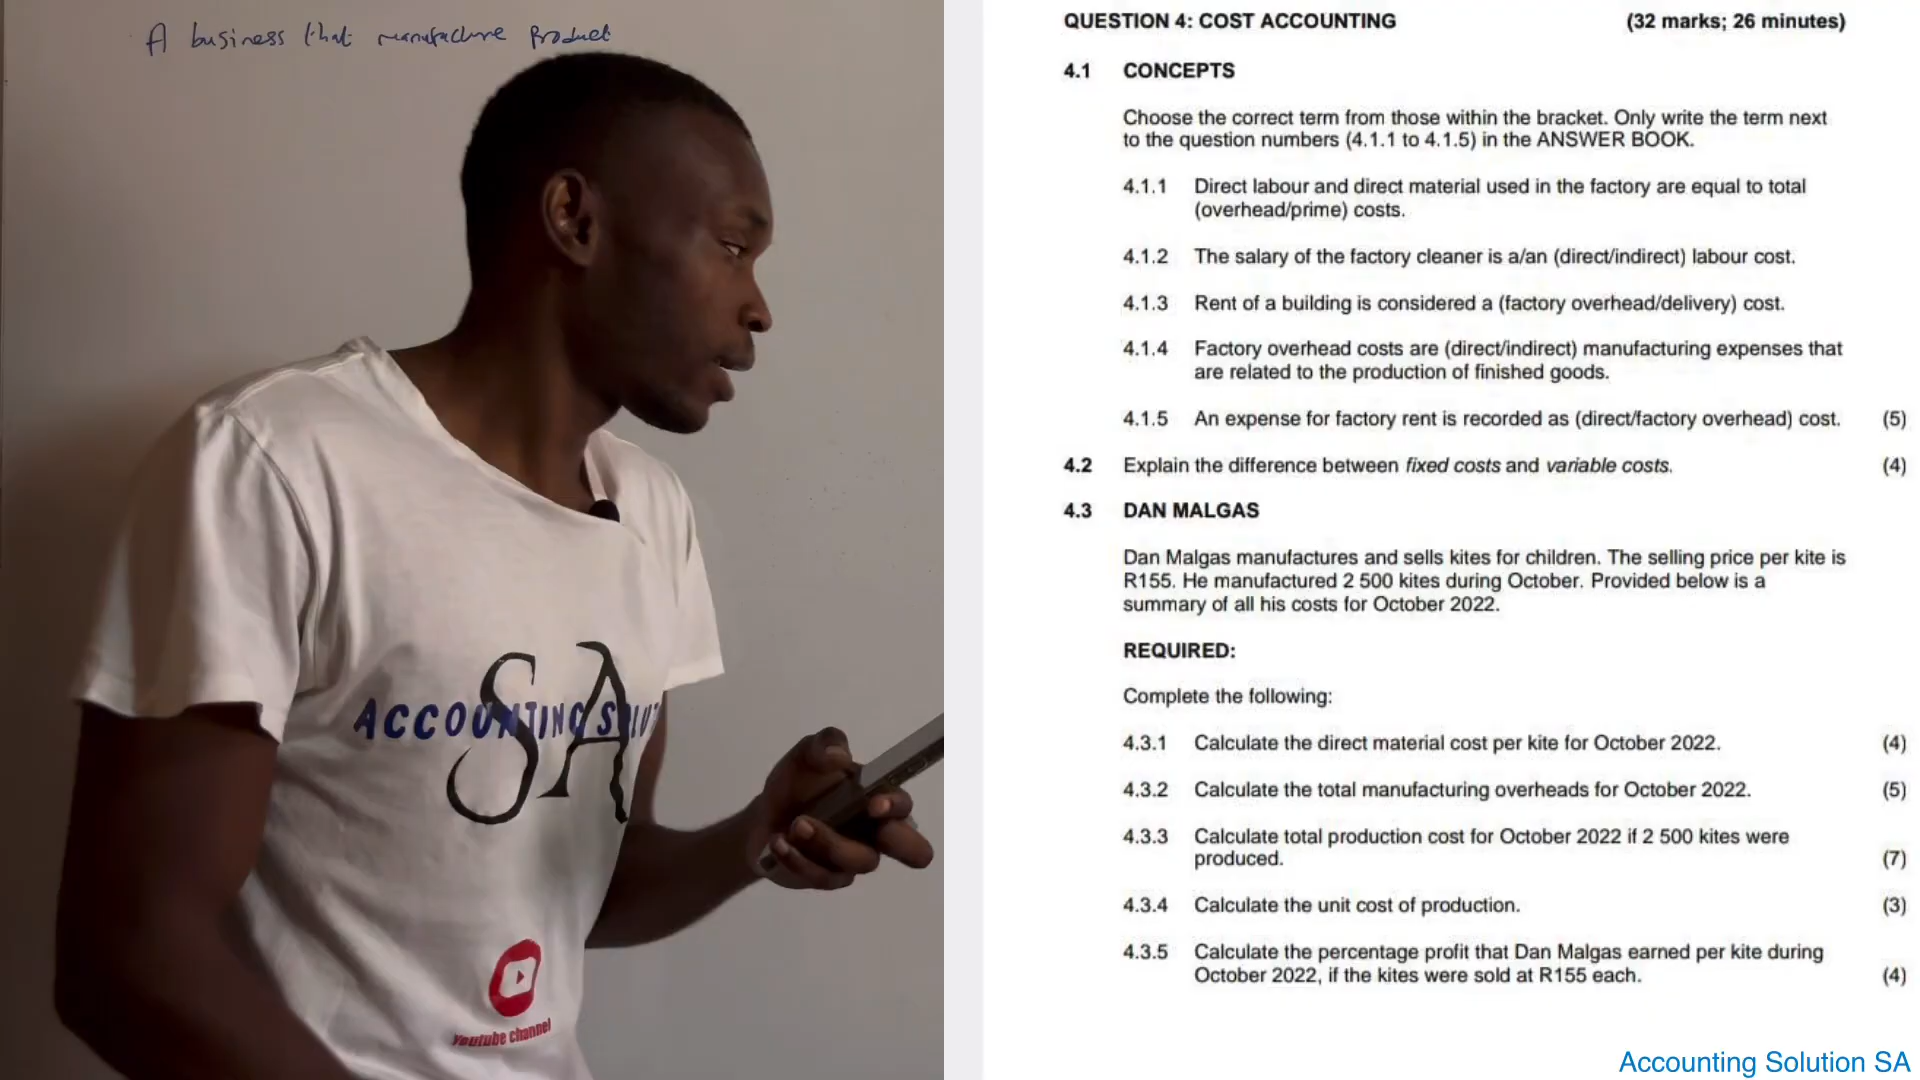 A business that manufacture Product
ACCOUNTING SOLUT
SA
Youtube channel
QUESTION 4: COST ACCOUNTING (32 marks; 26 minutes)
4.1 CONCEPTS
Choose the correct term from those within the bracket. Only write the term next
to the question numbers (4.1.1 to 4.1.5) in the ANSWER BOOK.
4.1.1 Direct labour and direct material used in the factory are equal to total
(overhead/prime) costs.
4.1.2 The salary of the factory cleaner is a/an (direct/indirect) labour cost.
4.1.3 Rent of a building is considered a (factory overhead/delivery) cost.
4.1.4 Factory overhead costs are (direct/indirect) manufacturing expenses that
are related to the production of finished goods.
4.1.5 An expense for factory rent is recorded as (direct/factory overhead) cost. (5)
4.2 Explain the difference between fixed costs and variable costs. (4)
4.3 DAN MALGAS
Dan Malgas manufactures and sells kites for children. The selling price per kite is
R155. He manufactured 2 500 kites during October. Provided below is a
summary of all his costs for October 2022.
REQUIRED:
Complete the following:
4.3.1 Calculate the direct material cost per kite for October 2022. (4)
4.3.2 Calculate the total manufacturing overheads for October 2022. (5)
4.3.3 Calculate total production cost for October 2022 if 2 500 kites were
produced. (7)
4.3.4 Calculate the unit cost of production. (3)
4.3.5 Calculate the percentage profit that Dan Malgas earned per kite during
October 2022, if the kites were sold at R155 each. (4)
Accounting Solution SA